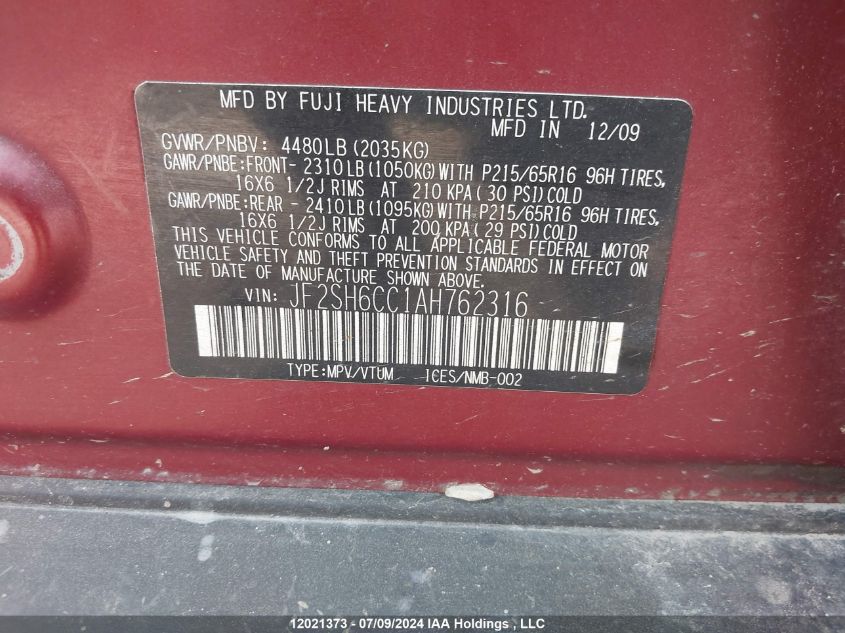 MFD BY FUJI HEAVY INDUSTRIES LTD.
MFD IN 12/09
GVWR/PNBV: 4480LB(2035KG)
GAWR/PNBE:FRONT- 2310LB(1050KG)WITH P215/65R16 96H TIRES,
16X6 1/2J RIMS AT 210 KPA( 30 PSI)COLD
GAWR/PNBE:REAR - 2410LB(1095KG)WITH P215/65R16 96H TIRES,
16X6 1/2J RIMS AT 200 KPA( 29 PSI)COLD
THIS VEHICLE CONFORMS TO ALL APPLICABLE FEDERAL MOTOR
VEHICLE SAFETY AND THEFT PREVENTION STANDARDS IN EFFECT ON
THE DATE OF MANUFACTURE SHOWN ABOVE.
VIN: JF2SH6CC1AH762316
TYPE:MPV/VTUM ICES/NMB-002
12021373 - 07/09/2024 IAA Holdings , LLC